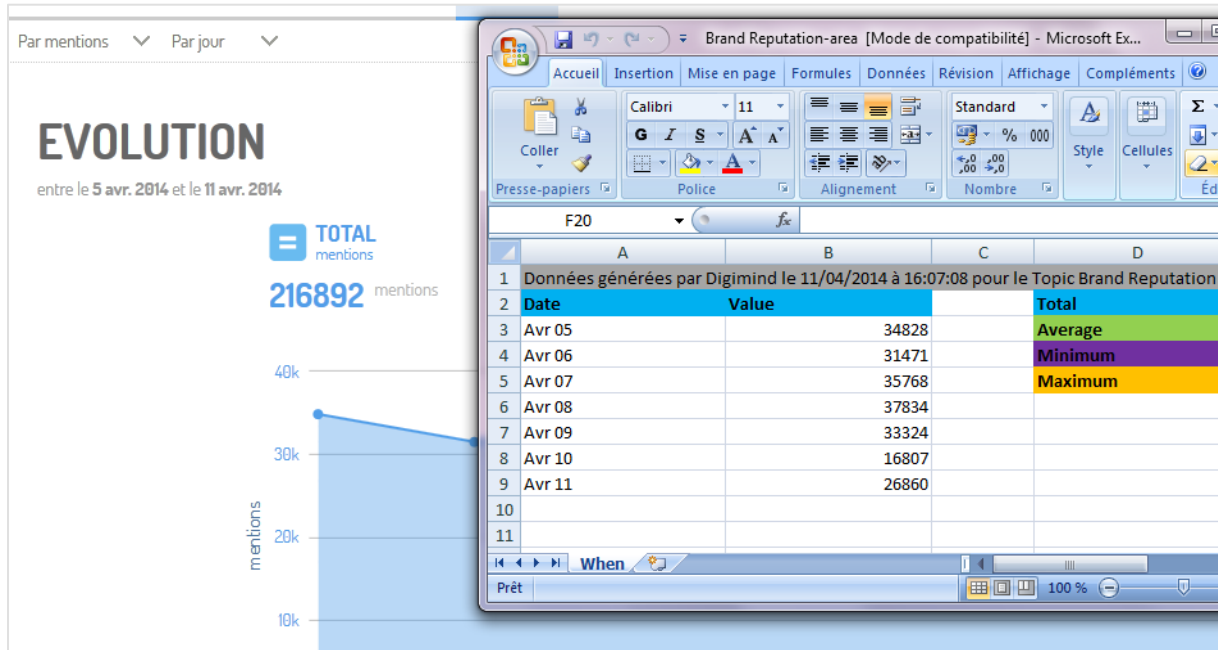 Par mentions Par jour
EVOLUTION
entre le 5 avr. 2014 et le 11 avr. 2014
TOTAL
mentions
216892 mentions
40k
30k
20k
10k
mentions
Brand Reputation-area [Mode de compatibilité] - Microsoft Ex...
Accueil Insertion Mise en page Formules Données Révision Affichage Compléments
Calibri 11 Standard
G I S A A % 000
Coller Style Cellules Σ
,0 ,00 ,00 ,0
Presse-papiers Police Alignement Nombre Éd
F20 fx
A B C D
1 Données générées par Digimind le 11/04/2014 à 16:07:08 pour le Topic Brand Reputation
2 Date Value Total
3 Avr 05 34828 Average
4 Avr 06 31471 Minimum
5 Avr 07 35768 Maximum
6 Avr 08 37834
7 Avr 09 33324
8 Avr 10 16807
9 Avr 11 26860
10
11
When
Prêt 100 %